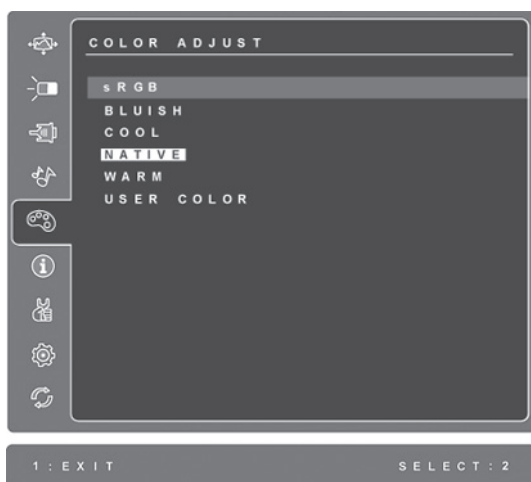 COLOR ADJUST
sRGB
BLUISH
COOL
NATIVE
WARM
USER COLOR
1:EXIT SELECT:2